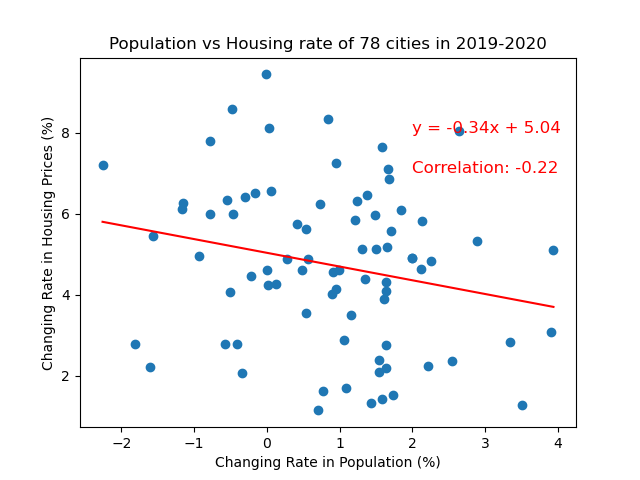 Population vs Housing rate of 78 cities in 2019-2020
Changing Rate in Housing Prices (%)
8
6
4
2
y = -0.34x + 5.04
Correlation: -0.22
−2 −1 0 1 2 3 4
Changing Rate in Population (%)